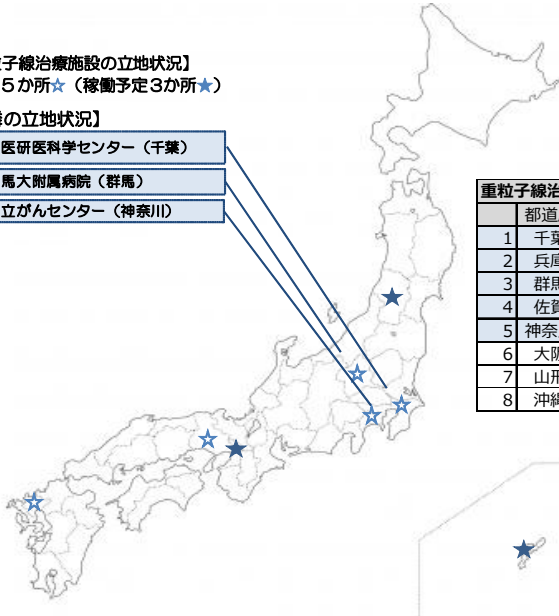 子線治療施設の立地状況】
5か所☆（稼働予定3か所★）
の立地状況】
医研医科学センター（千葉）
馬大附属病院（群馬）
立がんセンター（神奈川）
重粒子線治
都道
1 千葉
2 兵庫
3 群馬
4 佐賀
5 神奈
6 大阪
7 山形
8 沖縄